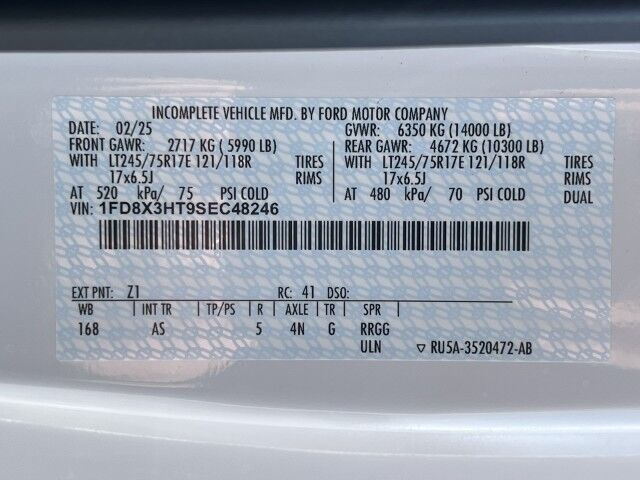 INCOMPLETE VEHICLE MFD. BY FORD MOTOR COMPANY
DATE: 02/25 GVWR: 6350 KG (14000 LB)
FRONT GAWR: 2717 KG ( 5990 LB) REAR GAWR: 4672 KG (10300 LB)
WITH LT245/75R17E 121/118R TIRES WITH LT245/75R17E 121/118R TIRES
17x6.5J RIMS 17x6.5J RIMS
AT 520 kPa/ 75 PSI COLD AT 480 kPa/ 70 PSI COLD DUAL
VIN: 1FD8X3HT9SEC48246
EXT PNT: Z1 RC: 41 DSO:
WB INT TR TP/PS R AXLE TR SPR
168 AS 5 4N G RRGG
ULN ▽ RU5A-3520472-AB